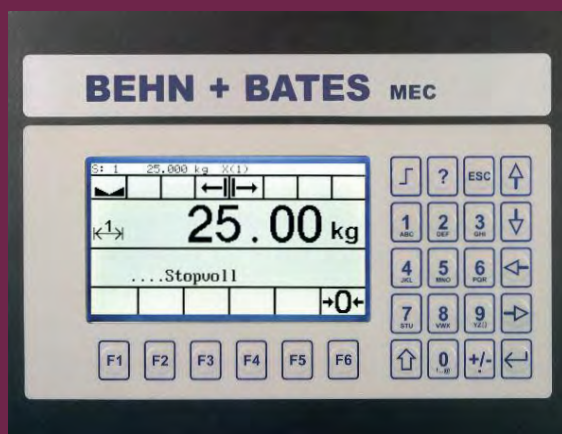 BEHN + BATES MEC
S: 1 25.000 kg X(1)
1
25.00 kg
....Stopvoll
→0←
F1 F2 F3 F4 F5 F6
? ESC
1 ABC 2 DEF 3 GHI
4 JKL 5 MNO 6 PQR
7 STU 8 VWX 9
0 +/-